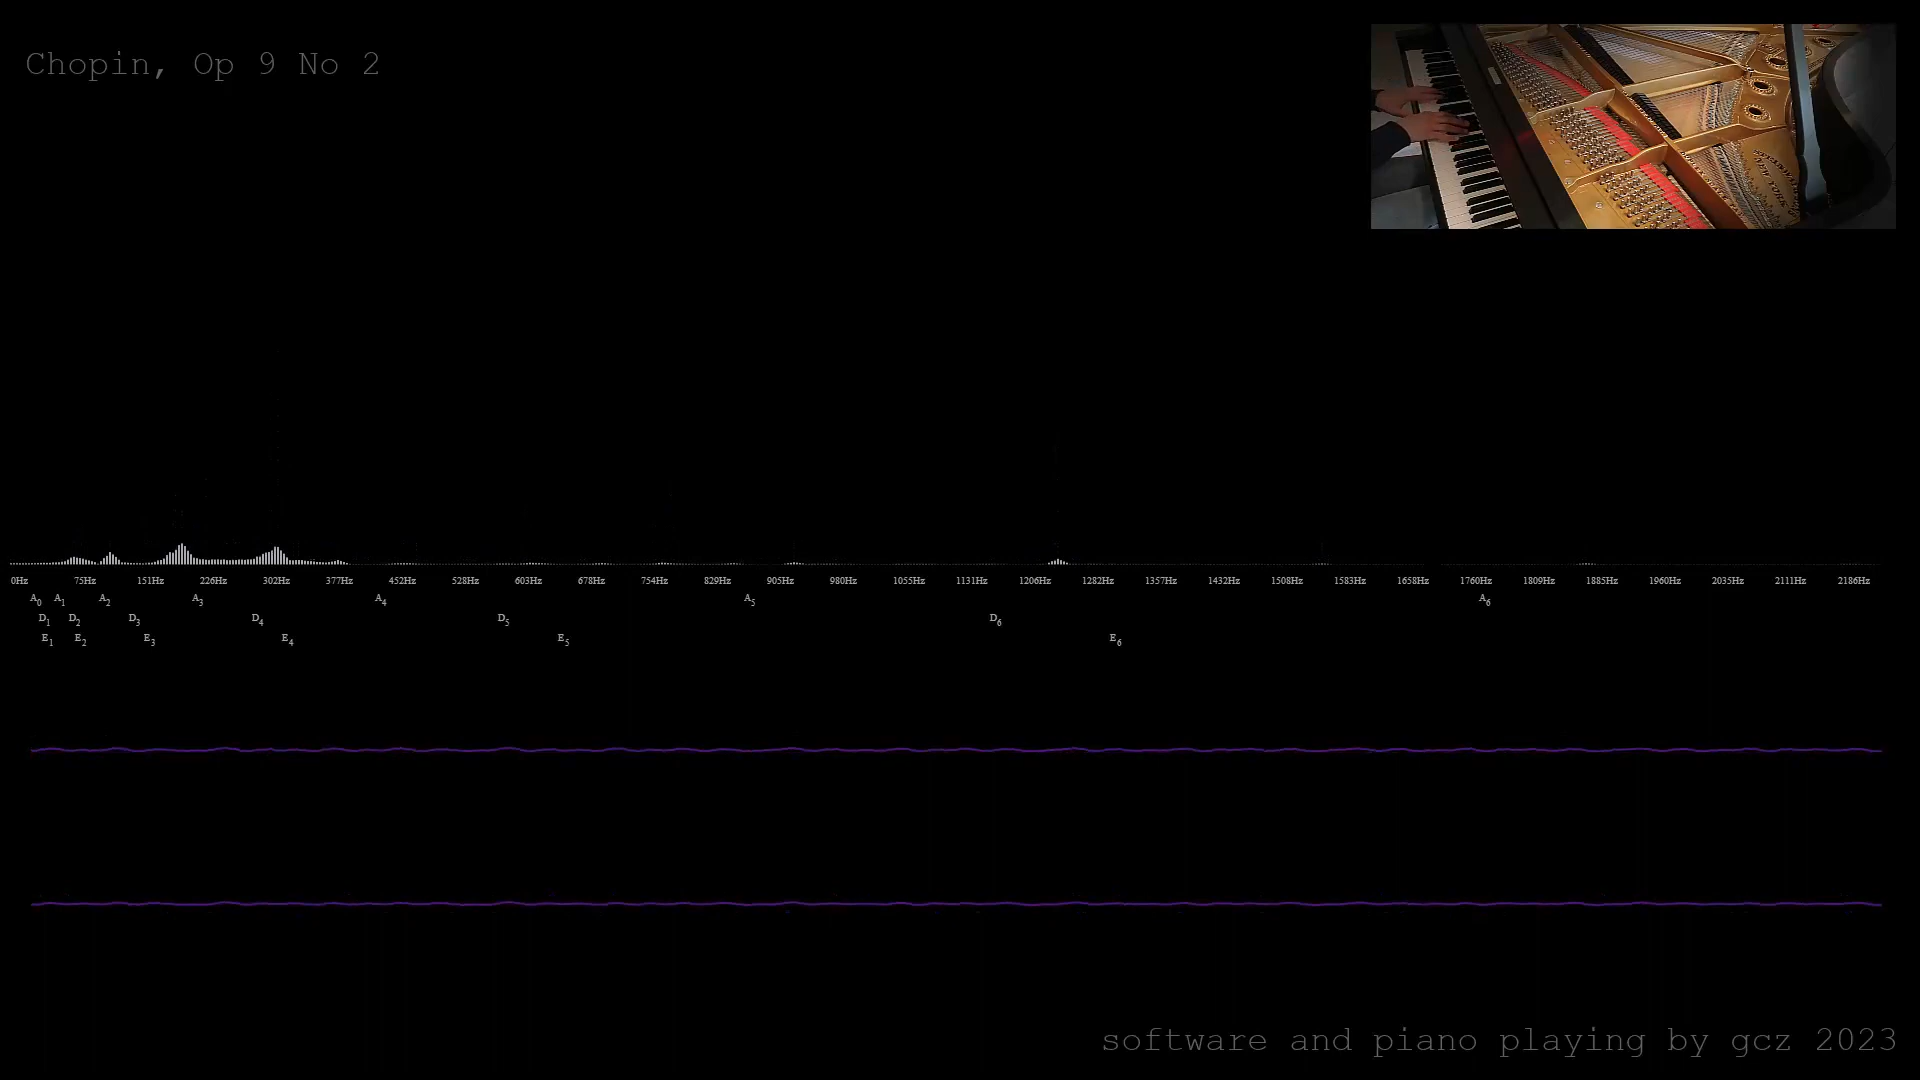 Chopin, Op 9 No 2
NEW YORK
0Hz 75Hz 151Hz 226Hz 302Hz 377Hz 452Hz 528Hz 603Hz 678Hz 754Hz 829Hz 905Hz 980Hz 1055Hz 1131Hz 1206Hz 1282Hz 1357Hz 1432Hz 1508Hz 1583Hz 1658Hz 1760Hz 1809Hz 1885Hz 1960Hz 2035Hz 2111Hz 2186Hz
A0 A1 A2 A3 A4 A5 A6
D1 D2 D3 D4 D5 D6
E1 E2 E3 E4 E5 E6
software and piano playing by gcz 2023